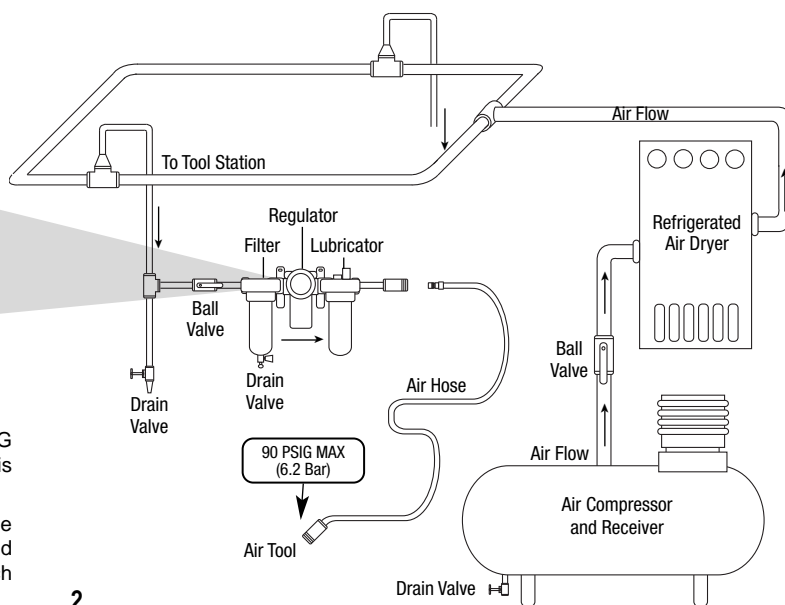 Air Flow
To Tool Station
Refrigerated
Air Dryer
Regulator
Filter
Lubricator
Ball
Valve
Drain
Valve
Drain
Valve
Ball
Valve
Air Hose
90 PSIG MAX
(6.2 Bar)
Air Flow
Air Compressor
and Receiver
Air Tool
Drain Valve
G
is
e
d
h
2